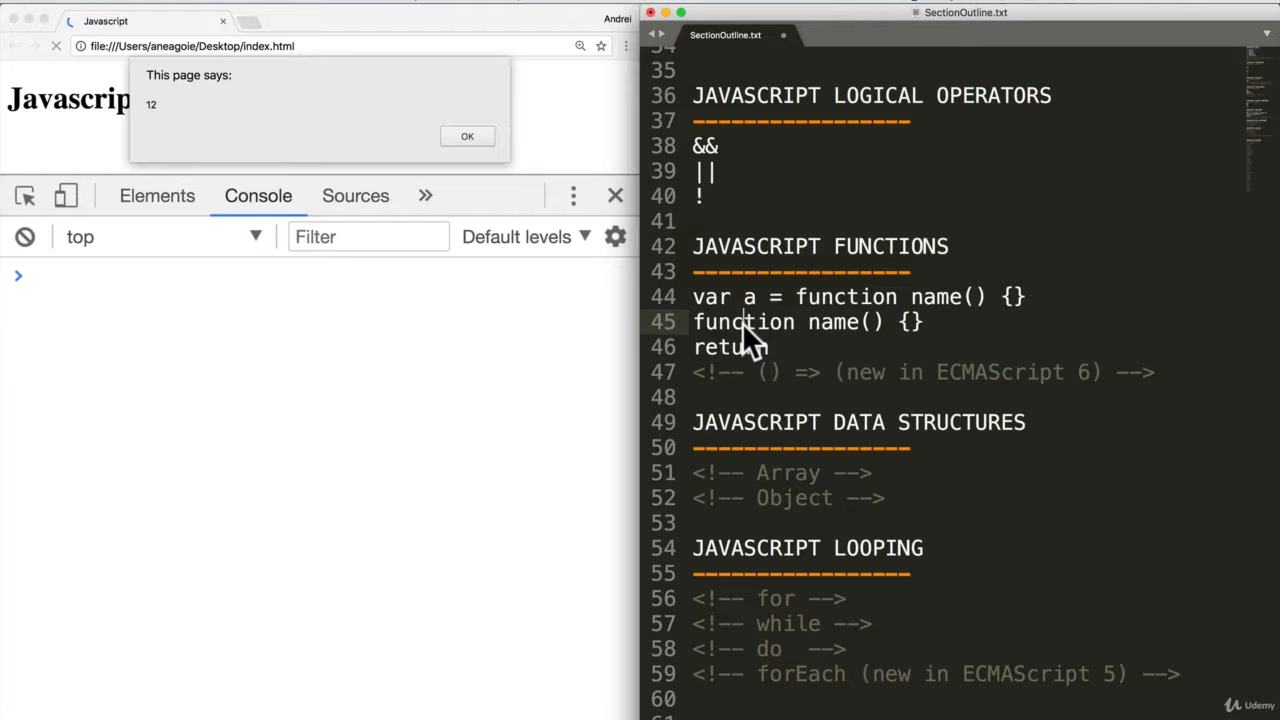 Javascript
Andrei
file:///Users/aneagoie/Desktop/index.html
This page says:
12
OK
Javascrip
Elements
Console
Sources
»
top
Filter
Default levels
SectionOutline.txt
SectionOutline.txt
34
35
36 JAVASCRIPT LOGICAL OPERATORS
37 -----------------
38 &&
39 ||
40 !
41
42 JAVASCRIPT FUNCTIONS
43 -----------------
44 var a = function name() {}
45 function name() {}
46 return
47 <!-- () => (new in ECMAScript 6) -->
48
49 JAVASCRIPT DATA STRUCTURES
50 -----------------
51 <!-- Array -->
52 <!-- Object -->
53
54 JAVASCRIPT LOOPING
55 -----------------
56 <!-- for -->
57 <!-- while -->
58 <!-- do  -->
59 <!-- forEach (new in ECMAScript 5) -->
60
Udemy